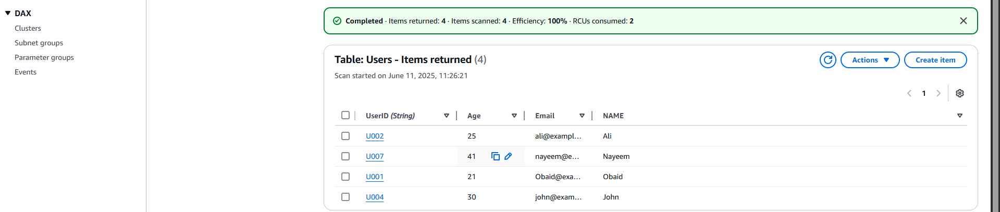 DAX
Clusters
Subnet groups
Parameter groups
Events
Completed · Items returned: 4 · Items scanned: 4 · Efficiency: 100% · RCUs consumed: 2
Table: Users - Items returned (4)
Actions
Create item
Scan started on June 11, 2025, 11:26:21
1
UserID (String) Age Email NAME
U002 25 ali@exampl... Ali
U007 41 nayeem@e... Nayeem
U001 21 Obaid@exa... Obaid
U004 30 john@exam... John